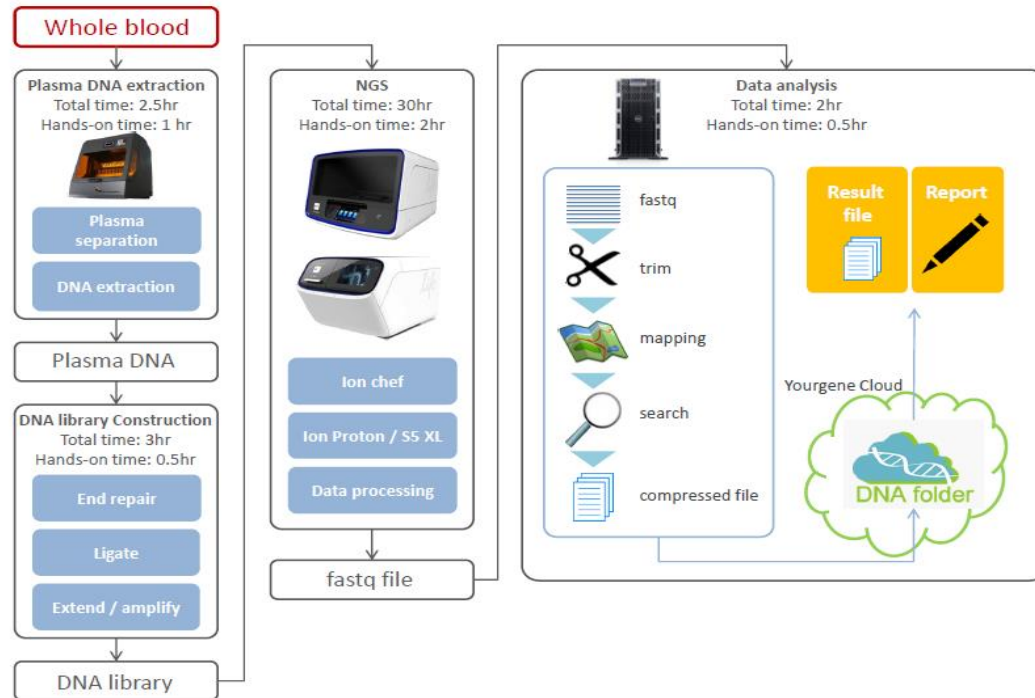 Whole blood
Plasma DNA extraction
Total time: 2.5hr
Hands-on time: 1 hr
Plasma
separation
DNA extraction
Plasma DNA
DNA library Construction
Total time: 3hr
Hands-on time: 0.5hr
End repair
Ligate
Extend / amplify
DNA library
NGS
Total time: 30hr
Hands-on time: 2hr
Ion chef
Ion Proton / S5 XL
Data processing
fastq file
Data analysis
Total time: 2hr
Hands-on time: 0.5hr
fastq
trim
mapping
search
compressed file
Result
file
Report
Yourgene Cloud
DNA folder